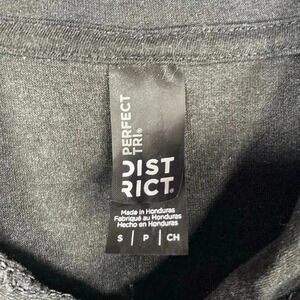 PERFECT
TRI®
DIST
RICT®
Made in Honduras
Fabriqué au Honduras
Hecho en Honduras
S | P | CH